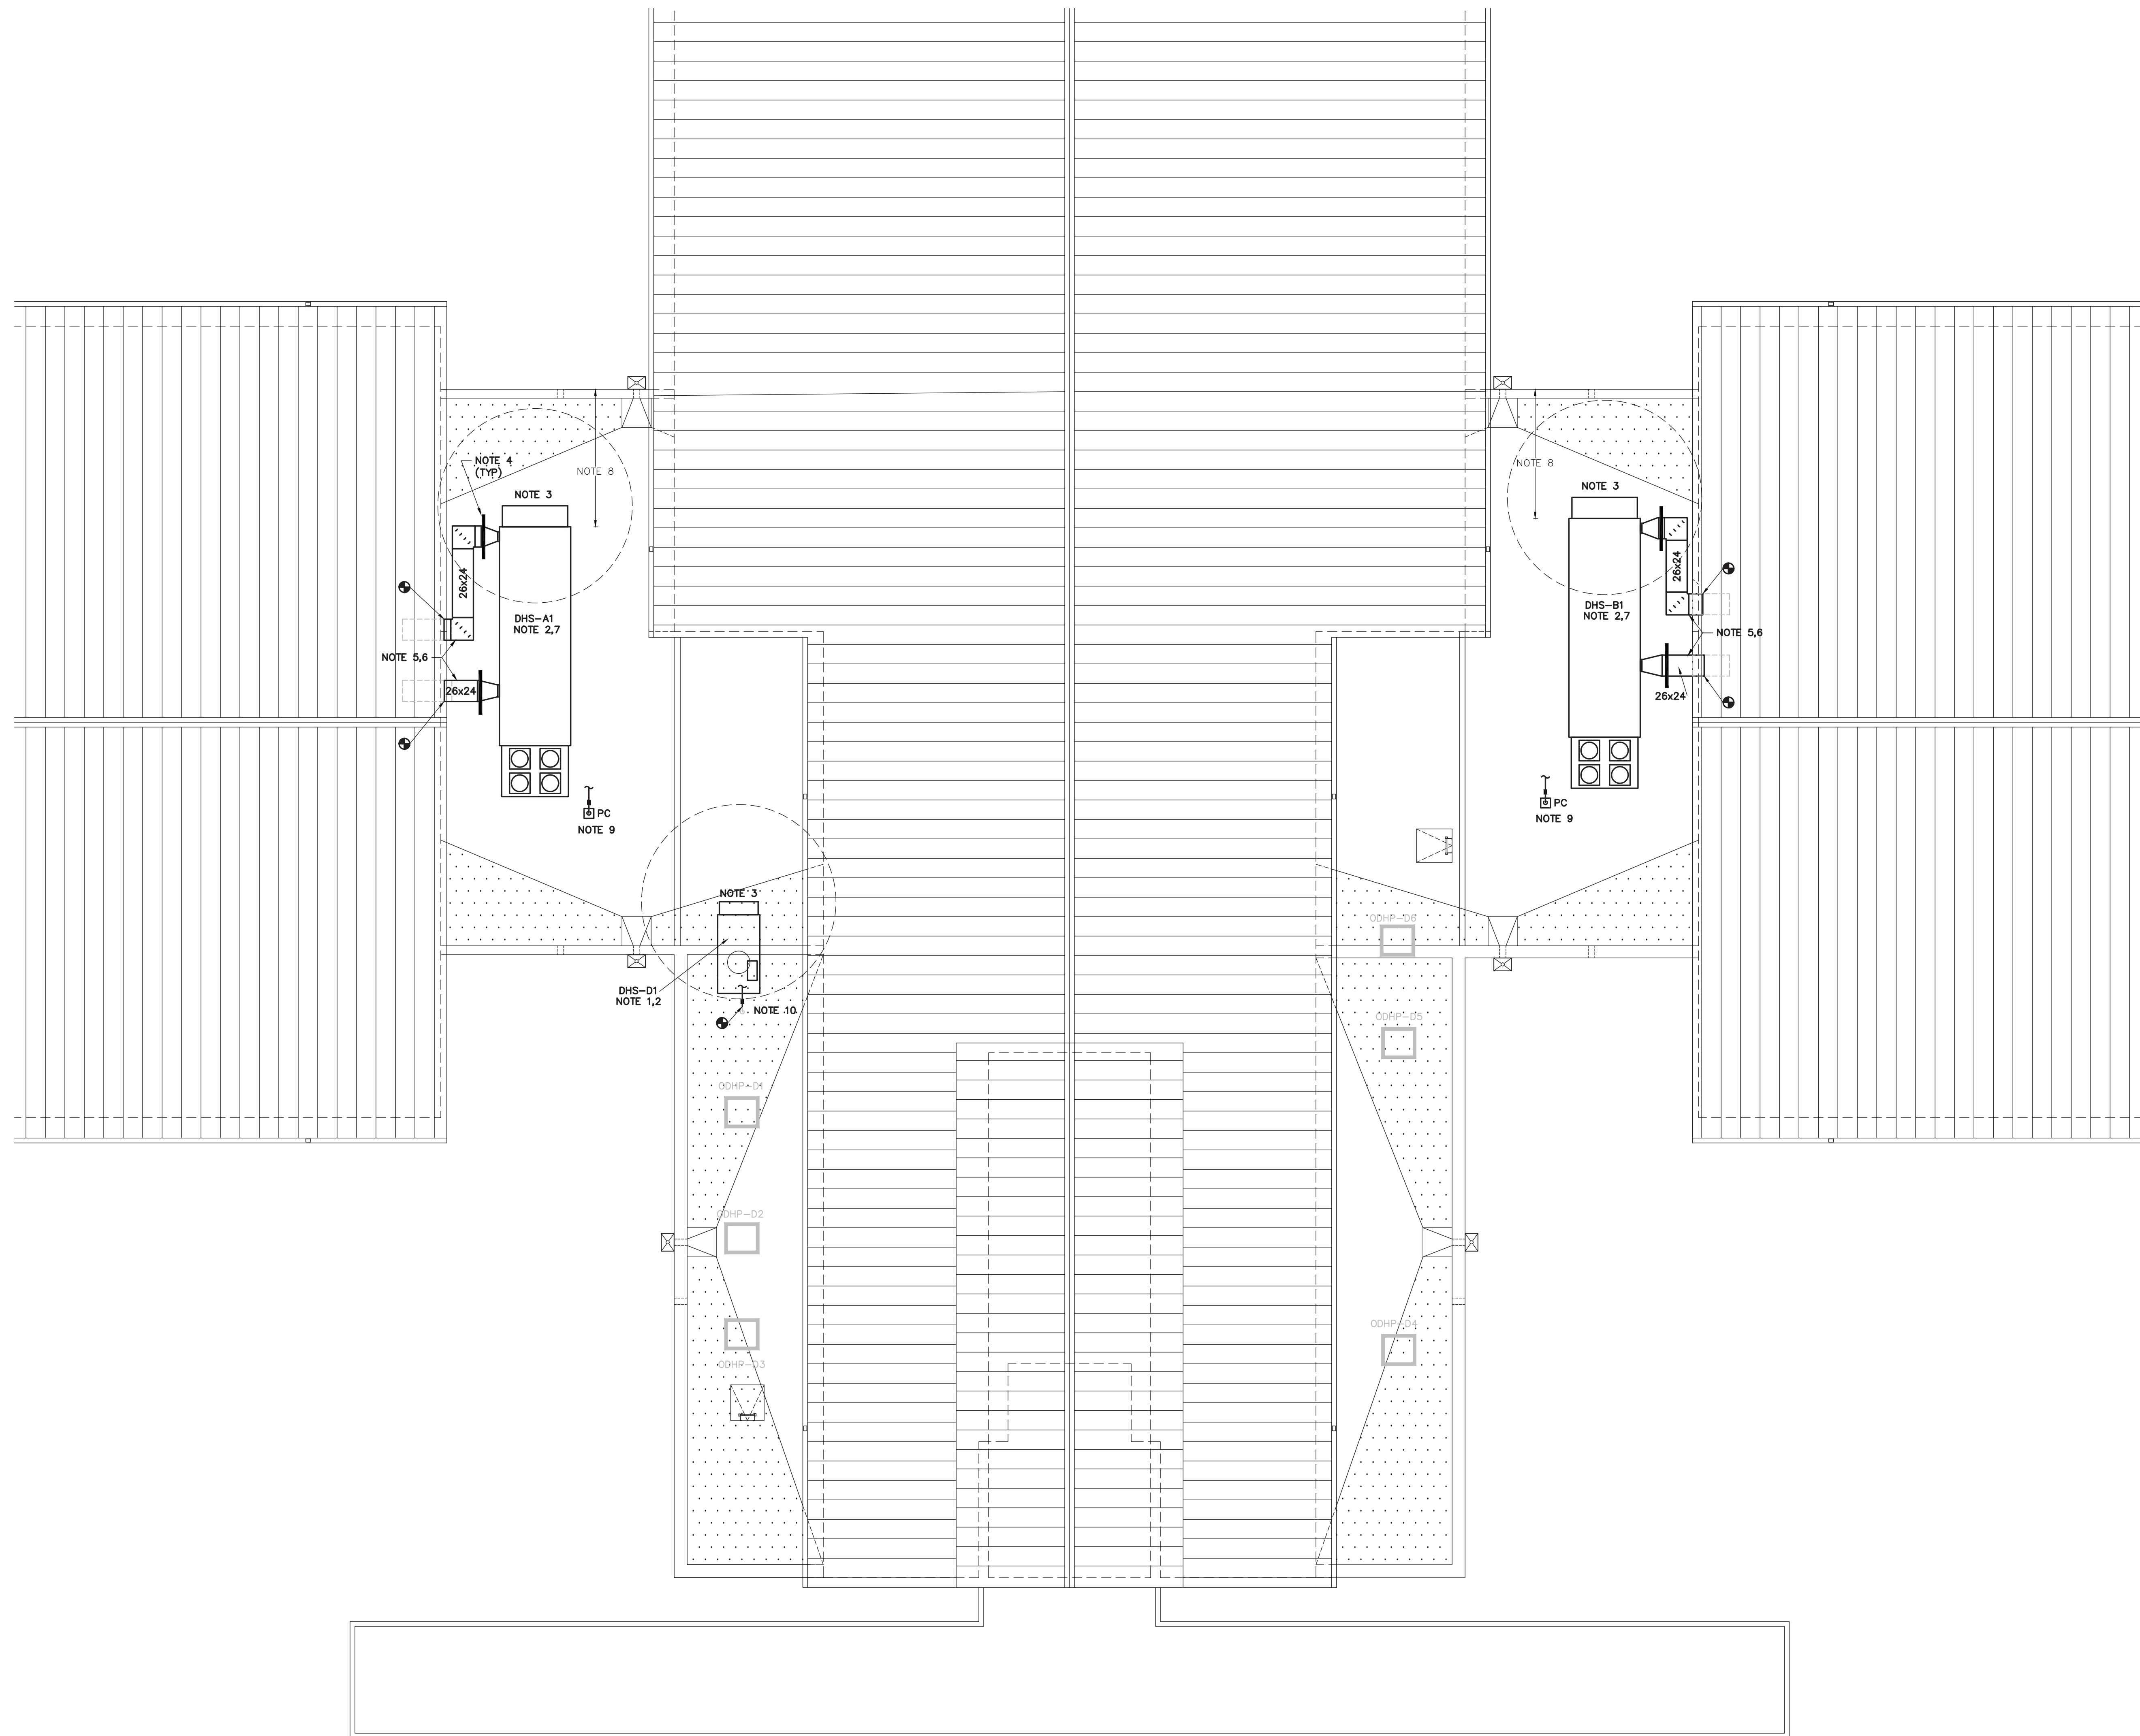 NOTE 4
(TYP)
NOTE 8
NOTE 3
26x24
DHS-A1
NOTE 2,7
NOTE 5,6
26x24
PC
NOTE 9
NOTE 8
NOTE 3
26x24
DHS-B1
NOTE 2,7
NOTE 5,6
26x24
PC
NOTE 9
NOTE 3
DHS-D1
NOTE 1,2
NOTE 10
ODHP-D1
ODHP-D2
ODHP-D3
ODHP-D6
ODHP-D5
ODHP-D4